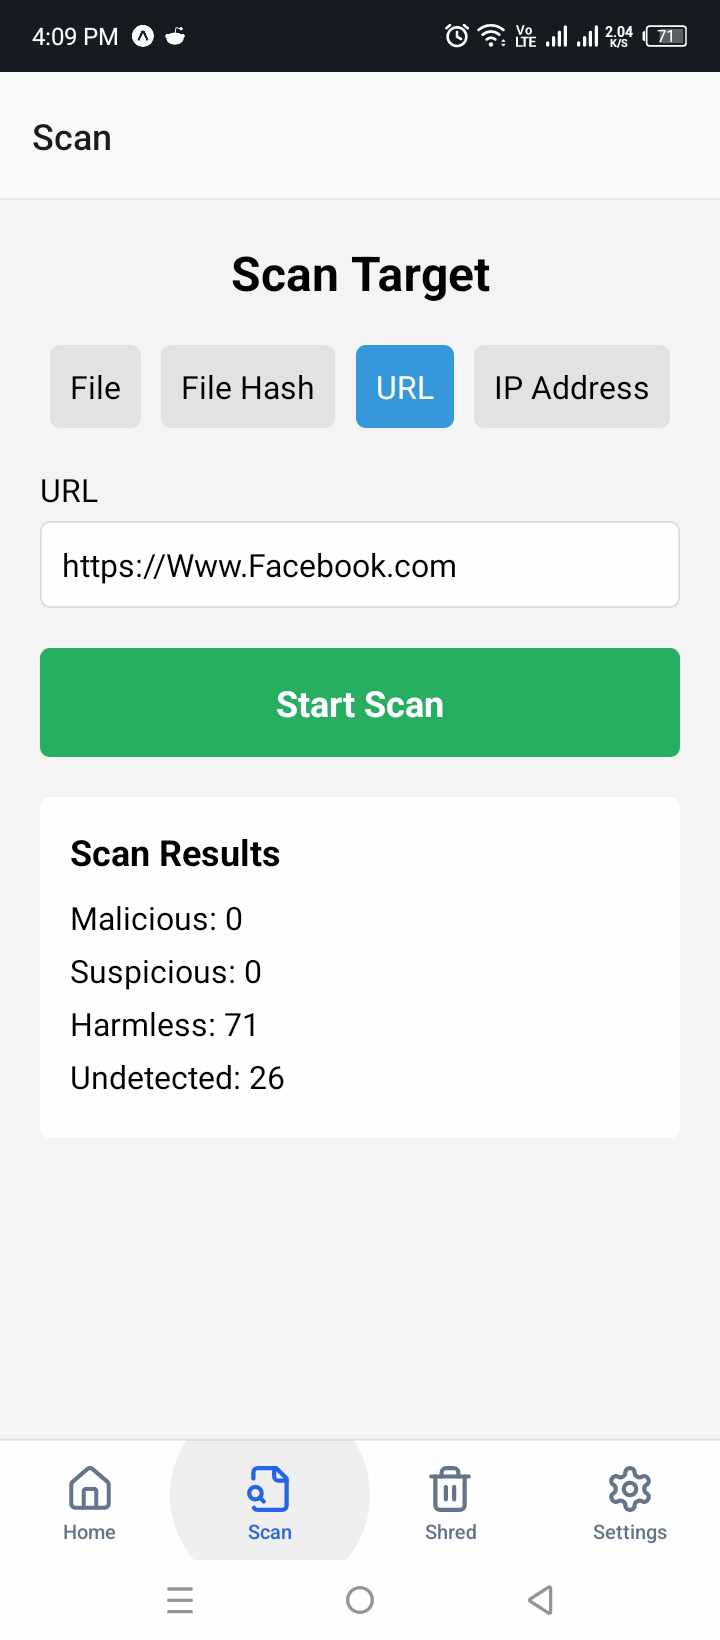 4:09 PM Vo LTE 2.04 K/S 71
Scan
Scan Target
File File Hash URL IP Address
URL
https://Www.Facebook.com
Start Scan
Scan Results
Malicious: 0
Suspicious: 0
Harmless: 71
Undetected: 26
Home Scan Shred Settings